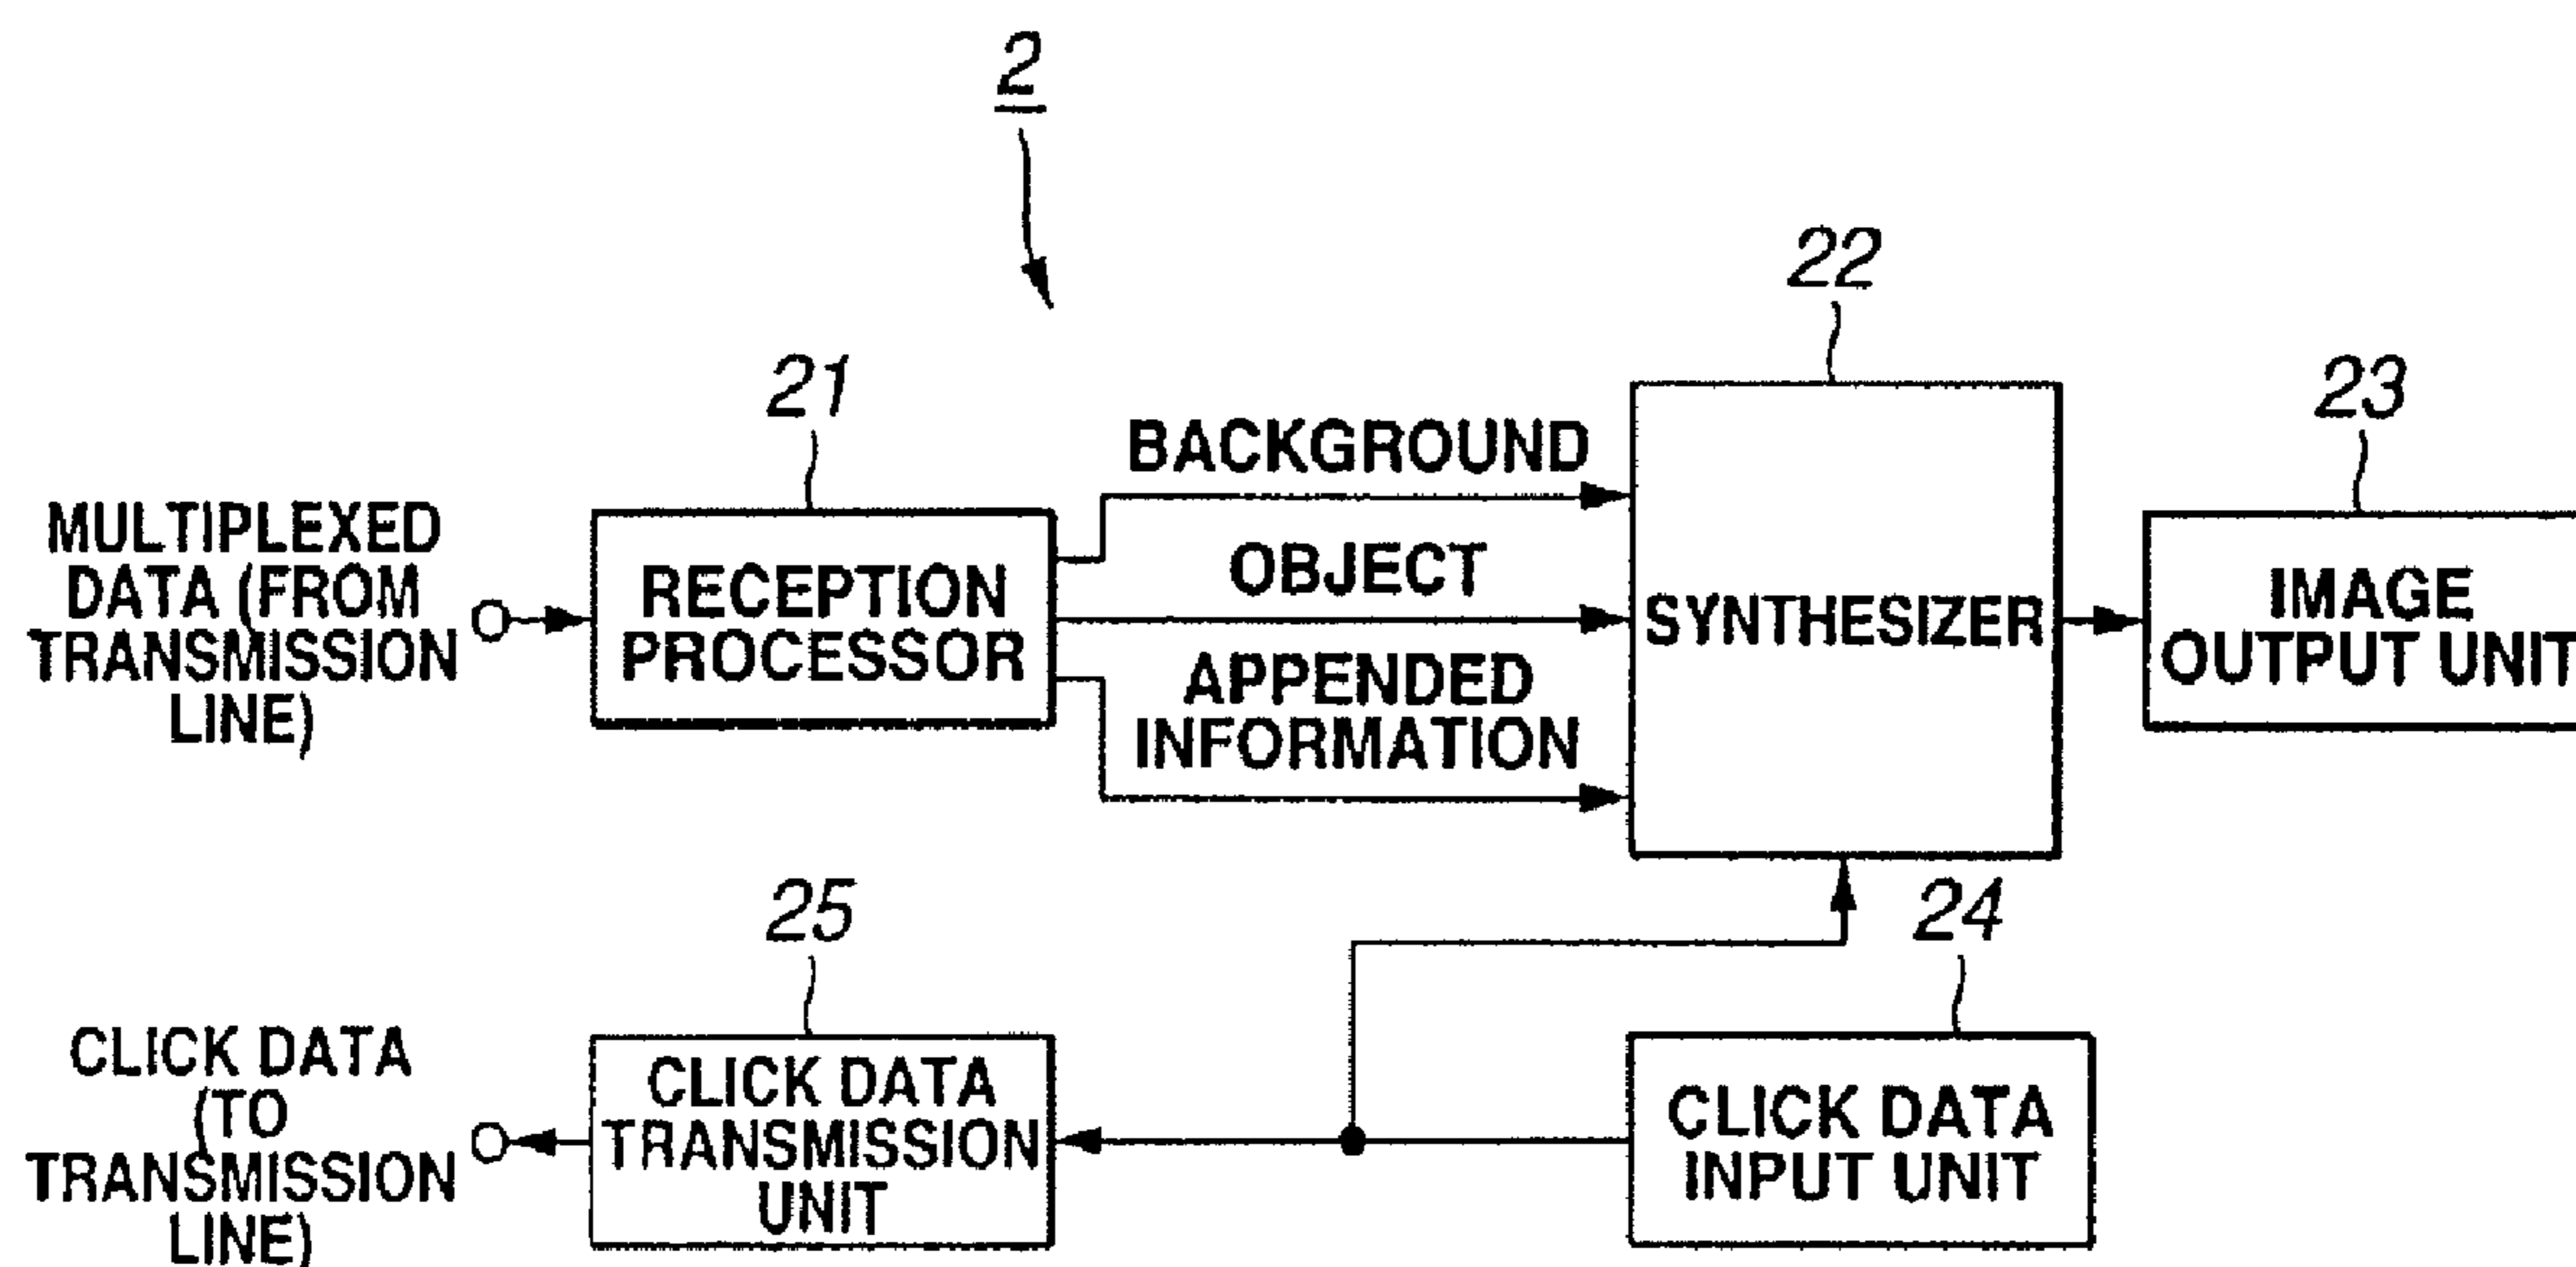 2
22
21
23
BACKGROUND
MULTIPLEXED
DATA (FROM
TRANSMISSION
LINE)
RECEPTION
PROCESSOR
OBJECT
SYNTHESIZER
IMAGE
OUTPUT UNIT
APPENDED
INFORMATION
25
24
CLICK DATA
(TO
TRANSMISSION
LINE)
CLICK DATA
TRANSMISSION
UNIT
CLICK DATA
INPUT UNIT